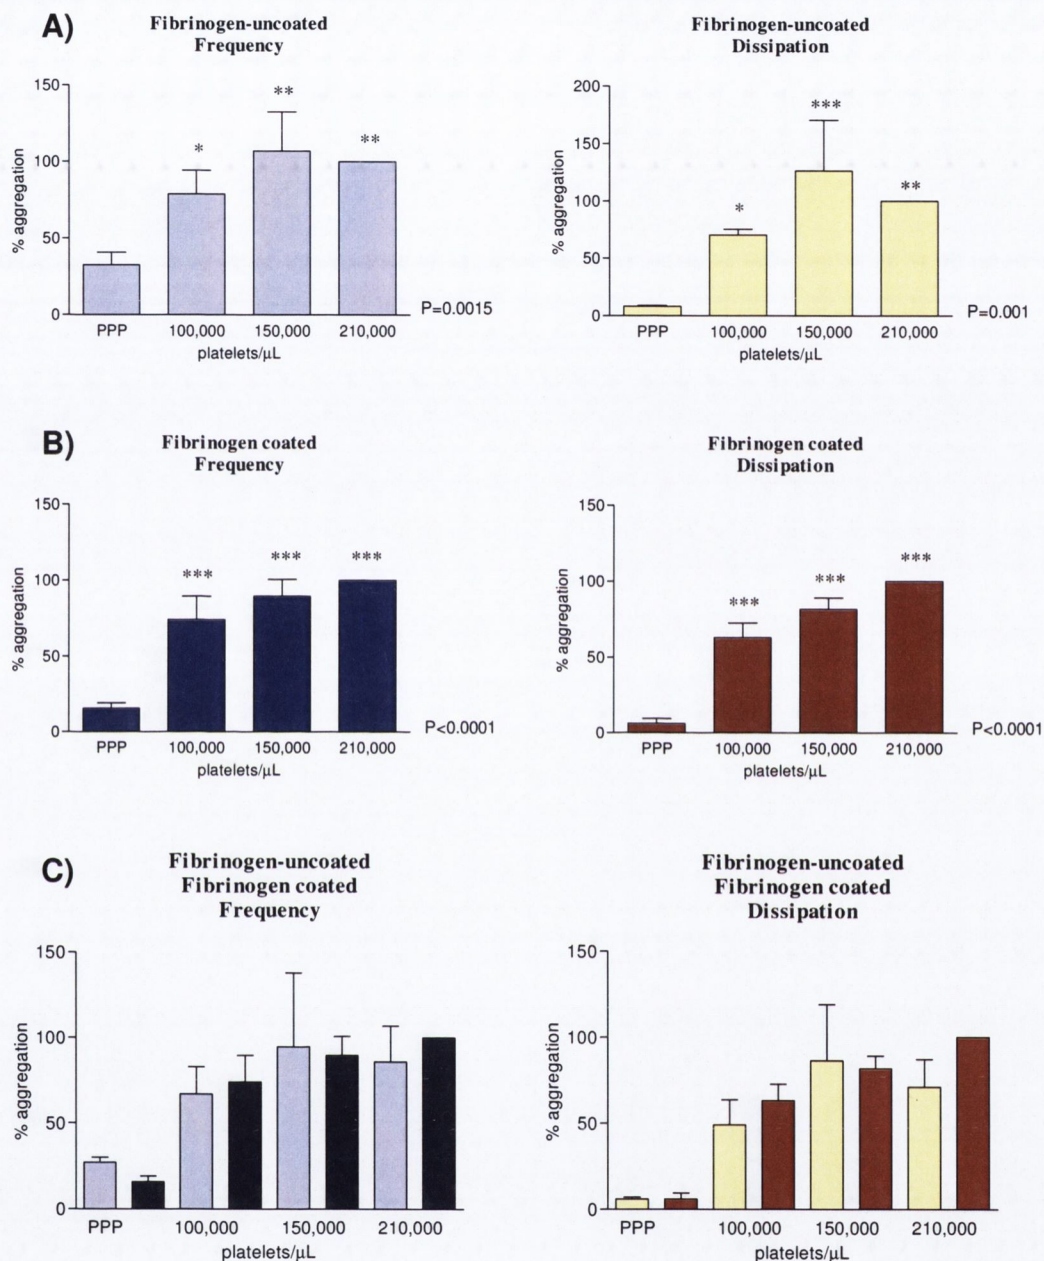 A)
Fibrinogen-uncoated
Frequency
150
100
50
0
% aggregation
*
**
**
PPP 100,000 150,000 210,000
platelets/µL
P=0.0015
Fibrinogen-uncoated
Dissipation
200
150
100
50
0
% aggregation
*
***
**
PPP 100,000 150,000 210,000
platelets/µL
P=0.001
B)
Fibrinogen coated
Frequency
150
100
50
0
% aggregation
***
***
***
PPP 100,000 150,000 210,000
platelets/µL
P<0.0001
Fibrinogen coated
Dissipation
150
100
50
0
% aggregation
***
***
***
PPP 100,000 150,000 210,000
platelets/µL
P<0.0001
C)
Fibrinogen-uncoated
Fibrinogen coated
Frequency
150
100
50
0
% aggregation
PPP 100,000 150,000 210,000
platelets/µL
Fibrinogen-uncoated
Fibrinogen coated
Dissipation
150
100
50
0
% aggregation
PPP 100,000 150,000 210,000
platelets/µL